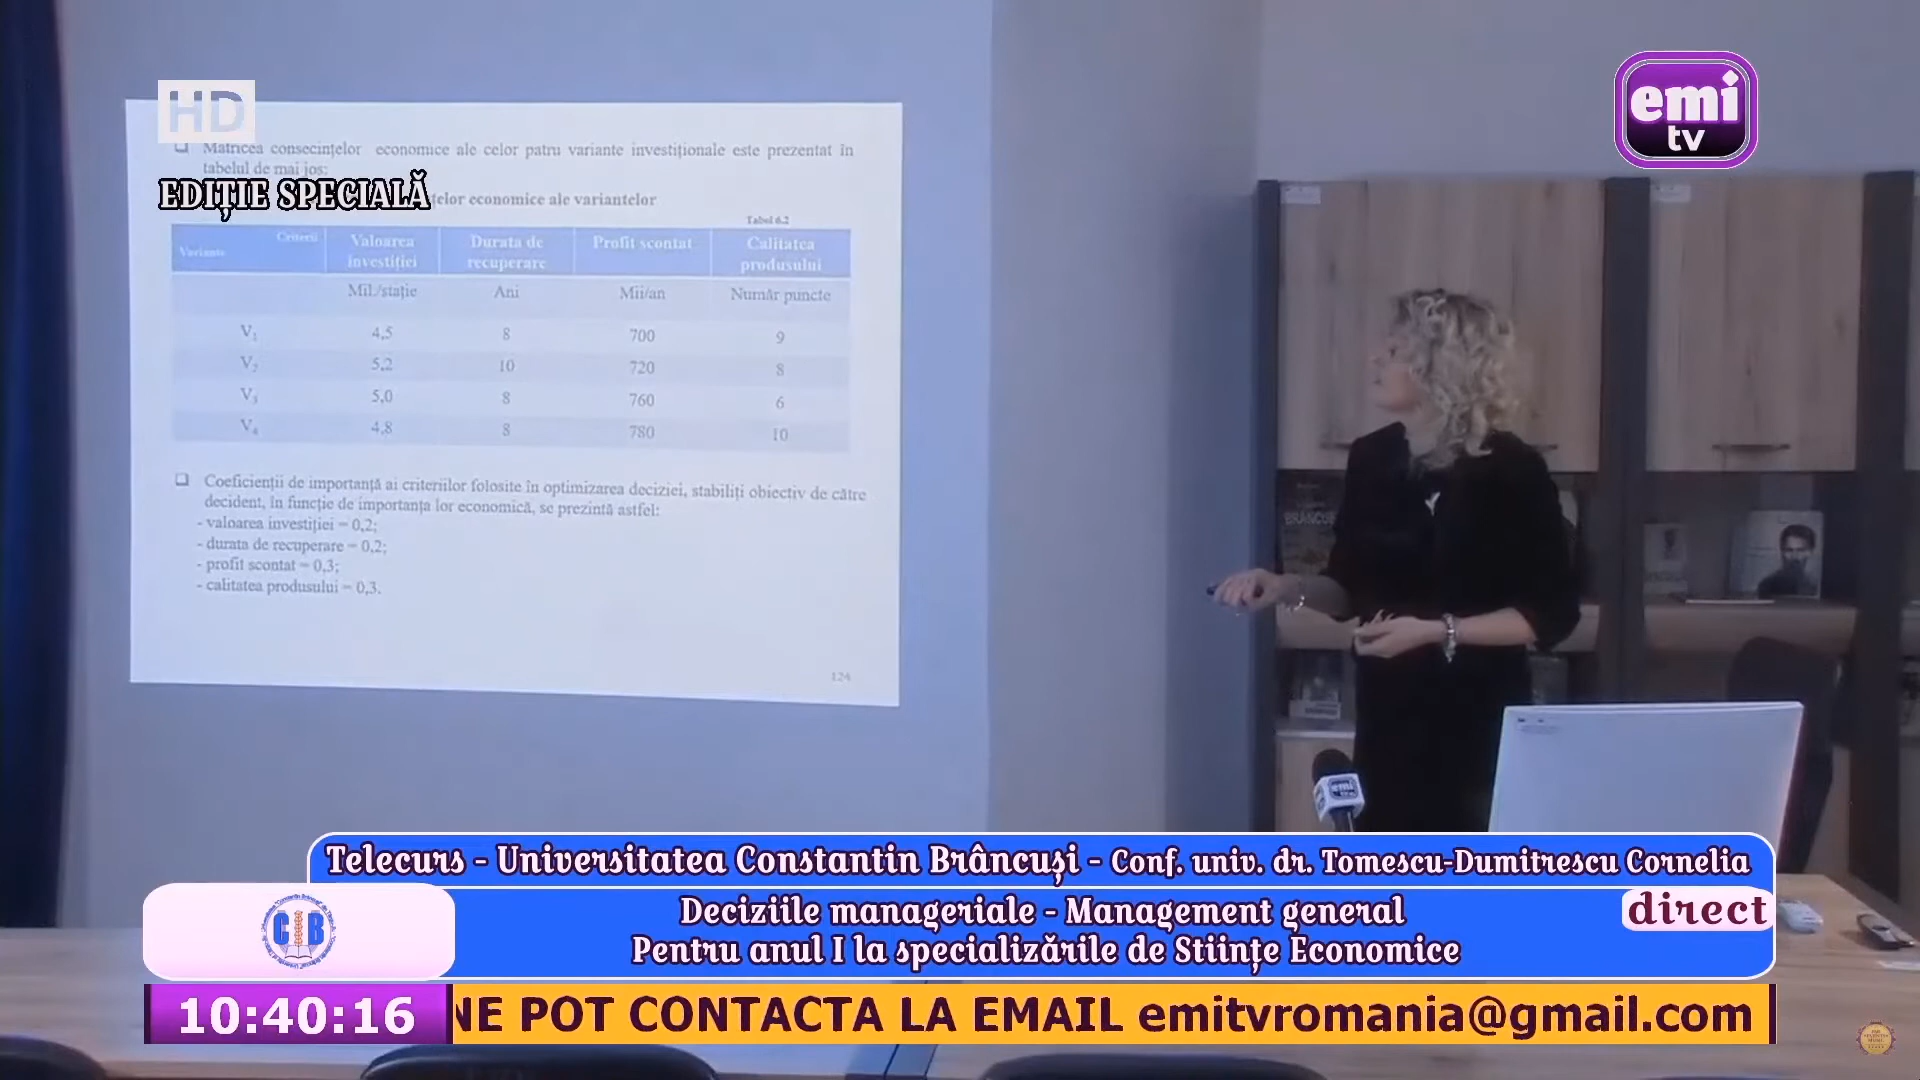 HD
emi
tv
Matricea consecințelor economice ale celor patru variante investiționale este prezentat în
tabelul de mai jos:
EDIȚIE SPECIALĂ
țelor economice ale variantelor
Tabel 6.2
Criterii
Variante
Valoarea investiției
Durata de recuperare
Profit scontat
Calitatea produsului
Mil./stație Ani Mii/an Număr puncte
V1 4,5 8 700 9
V2 5,2 10 720 8
V3 5,0 8 760 6
V4 4,8 8 780 10
Coeficienții de importanță ai criteriilor folosite în optimizarea deciziei, stabiliți obiectiv de către
decident, în funcție de importanța lor economică, se prezintă astfel:
- valoarea investiției = 0,2;
- durata de recuperare = 0,2;
- profit scontat = 0,3;
- calitatea produsului = 0,3.
124
emi
Telecurs - Universitatea Constantin Brâncuși - Conf. univ. dr. Tomescu-Dumitrescu Cornelia
Deciziile manageriale - Management general
direct
Pentru anul I la specializările de Stiințe Economice
CB
10:40:16
NE POT CONTACTA LA EMAIL emitvromania@gmail.com